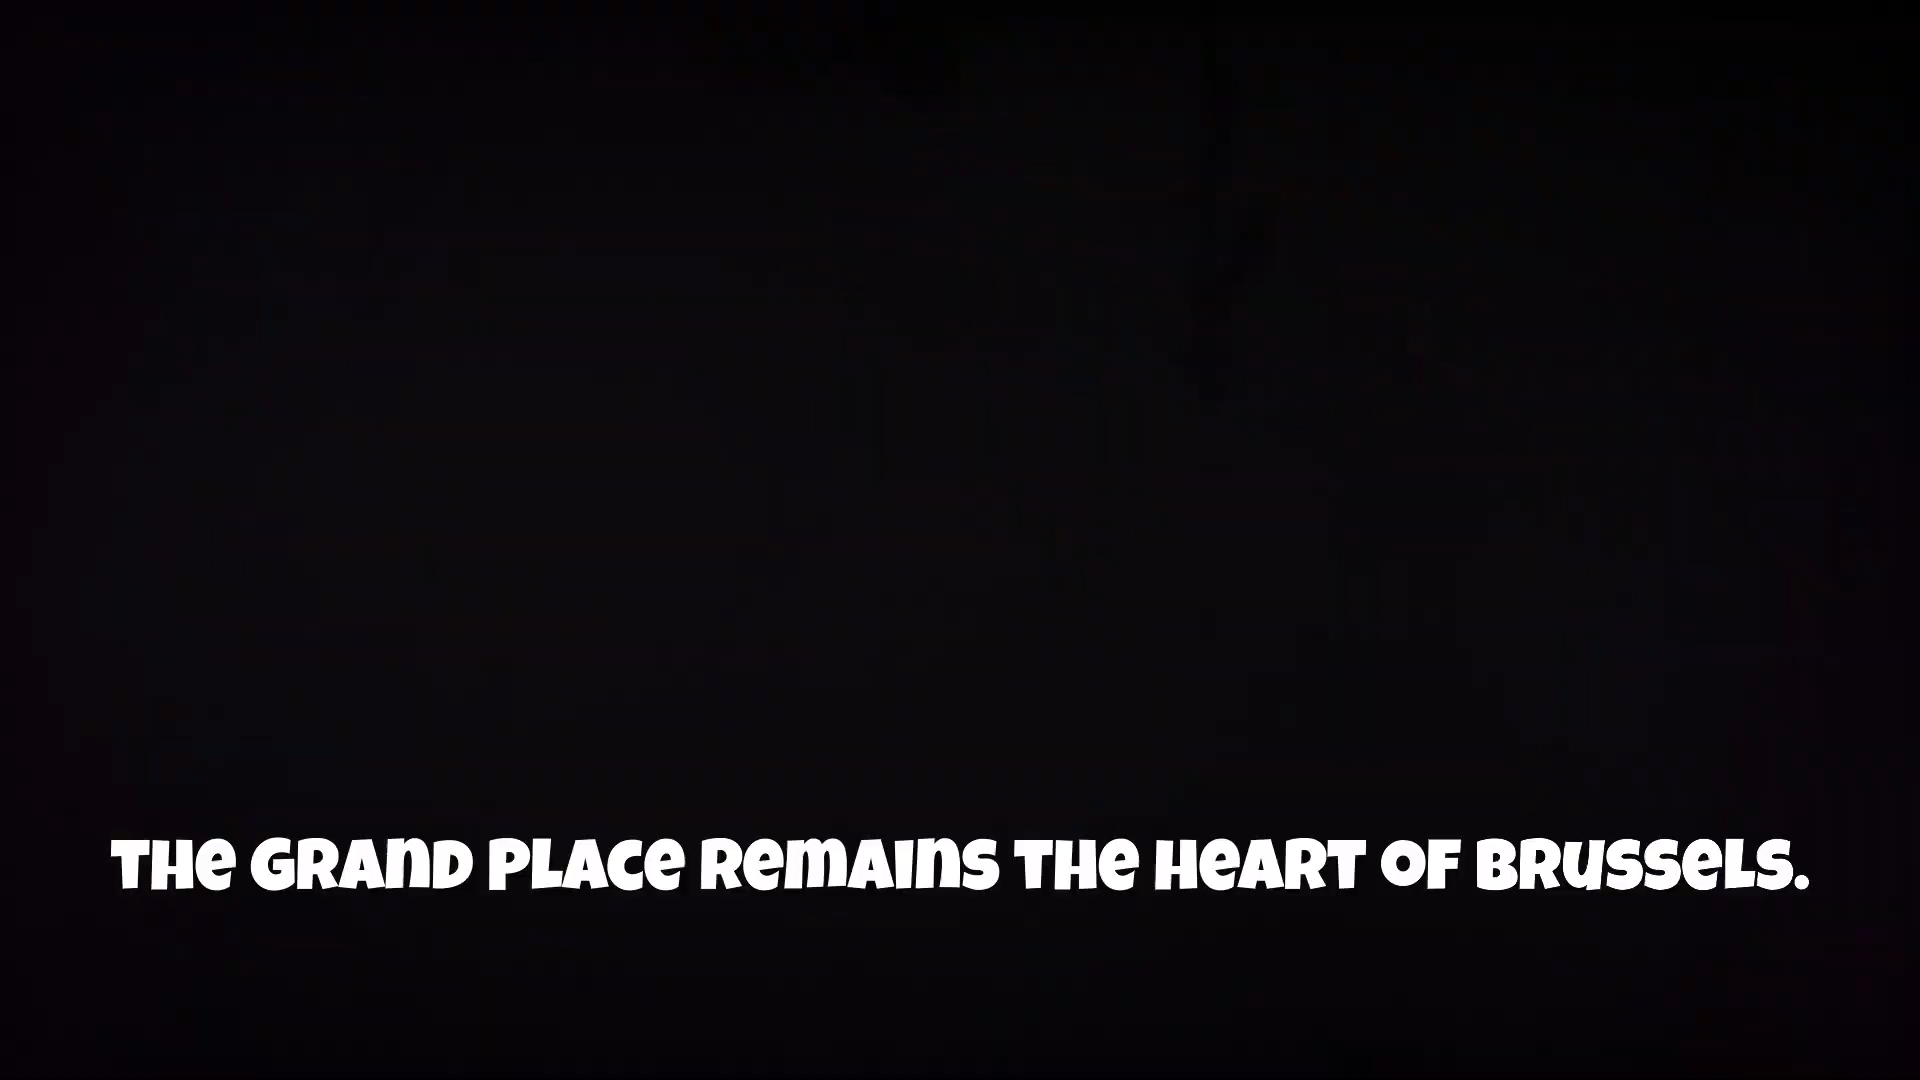 THe GRAnD PLACe RemAIns THe HeART OF BRusseLs.